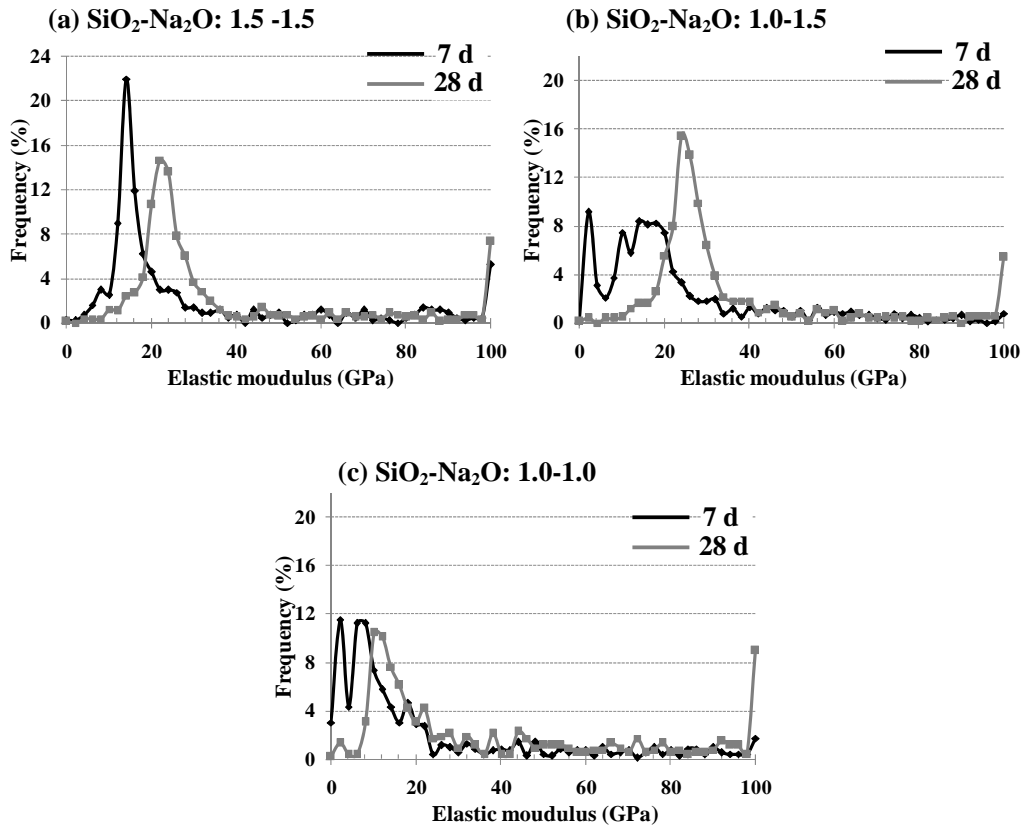 (a) SiO₂-Na₂O: 1.5 -1.5
7 d
28 d
24
20
16
12
8
4
0
Frequency (%)
0 20 40 60 80 100
Elastic moudulus (GPa)
(b) SiO₂-Na₂O: 1.0-1.5
7 d
28 d
20
16
12
8
4
0
Frequency (%)
0 20 40 60 80 100
Elastic moudulus (GPa)
(c) SiO₂-Na₂O: 1.0-1.0
7 d
28 d
20
16
12
8
4
0
Frequency (%)
0 20 40 60 80 100
Elastic moudulus (GPa)